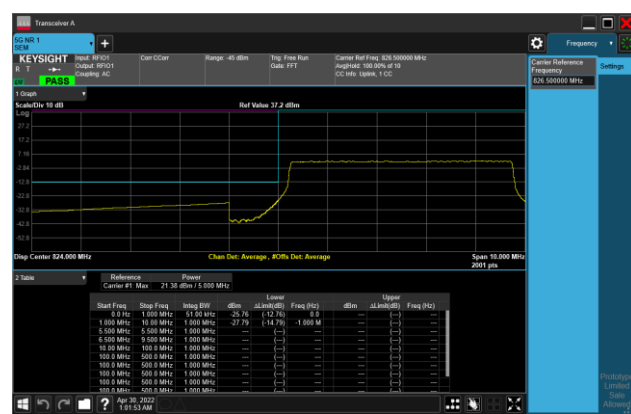 Transceiver A
5G NR 1
SEM
Frequency
KEYSIGHT
R T
PASS
Input: RFIO1
Output: RFIO1
Coupling: AC
Corr CCorr
Range: -45 dBm
Trig: Free Run
Gate: FFT
Carrier Ref Freq: 826.500000 MHz
Avg|Hold: 100.00% of 10
CC Info: Uplink, 1 CC
Carrier Reference
Frequency
826.500000 MHz
Settings
1 Graph
Scale/Div 10 dB
Ref Value 37.2 dBm
Log
27.2
17.2
7.18
-2.84
-12.8
-22.8
-32.8
-42.8
-52.8
Disp Center 824.000 MHz
Chan Det: Average, #Offs Det: Average
Span 10.000 MHz
2001 pts
2 Table
Reference Power
Carrier #1 Max 21.38 dBm / 5.000 MHz
Lower Upper
Start Freq Stop Freq Integ BW dBm ΔLimit(dB) Freq (Hz) dBm ΔLimit(dB) Freq (Hz)
0.0 Hz 1.000 MHz 51.00 kHz -25.76 (-12.76) 0.0 --- (---) ---
1.000 MHz 10.00 MHz 1.000 MHz -27.79 (-14.79) -1.000 M --- (---) ---
5.500 MHz 5.500 MHz 1.000 MHz --- (---) --- --- (---) ---
6.500 MHz 9.500 MHz 1.000 MHz --- (---) --- --- (---) ---
10.00 MHz 100.0 MHz 1.000 MHz --- (---) --- --- (---) ---
100.0 MHz 500.0 MHz 1.000 MHz --- (---) --- --- (---) ---
100.0 MHz 500.0 MHz 1.000 MHz --- (---) --- --- (---) ---
100.0 MHz 500.0 MHz 1.000 MHz --- (---) --- --- (---) ---
100.0 MHz 500.0 MHz 1.000 MHz --- (---) --- --- (---) ---
100.0 MHz 500.0 MHz 1.000 MHz --- (---) --- --- (---) ---
Prototype
Limited
Sale
Allowed
?
Apr 30, 2022
1:01:53 AM